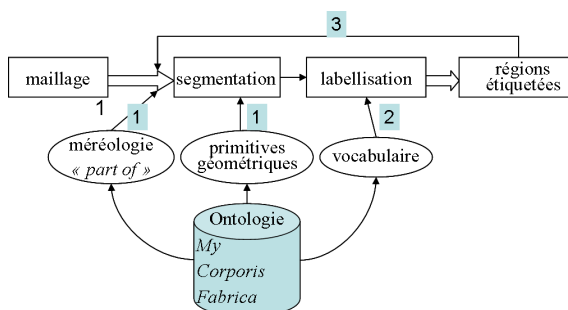 3
maillage
segmentation
labellisation
régions
étiquetées
1
1
1
2
méréologie
« part of »
primitives
géométriques
vocabulaire
Ontologie
My
Corporis
Fabrica